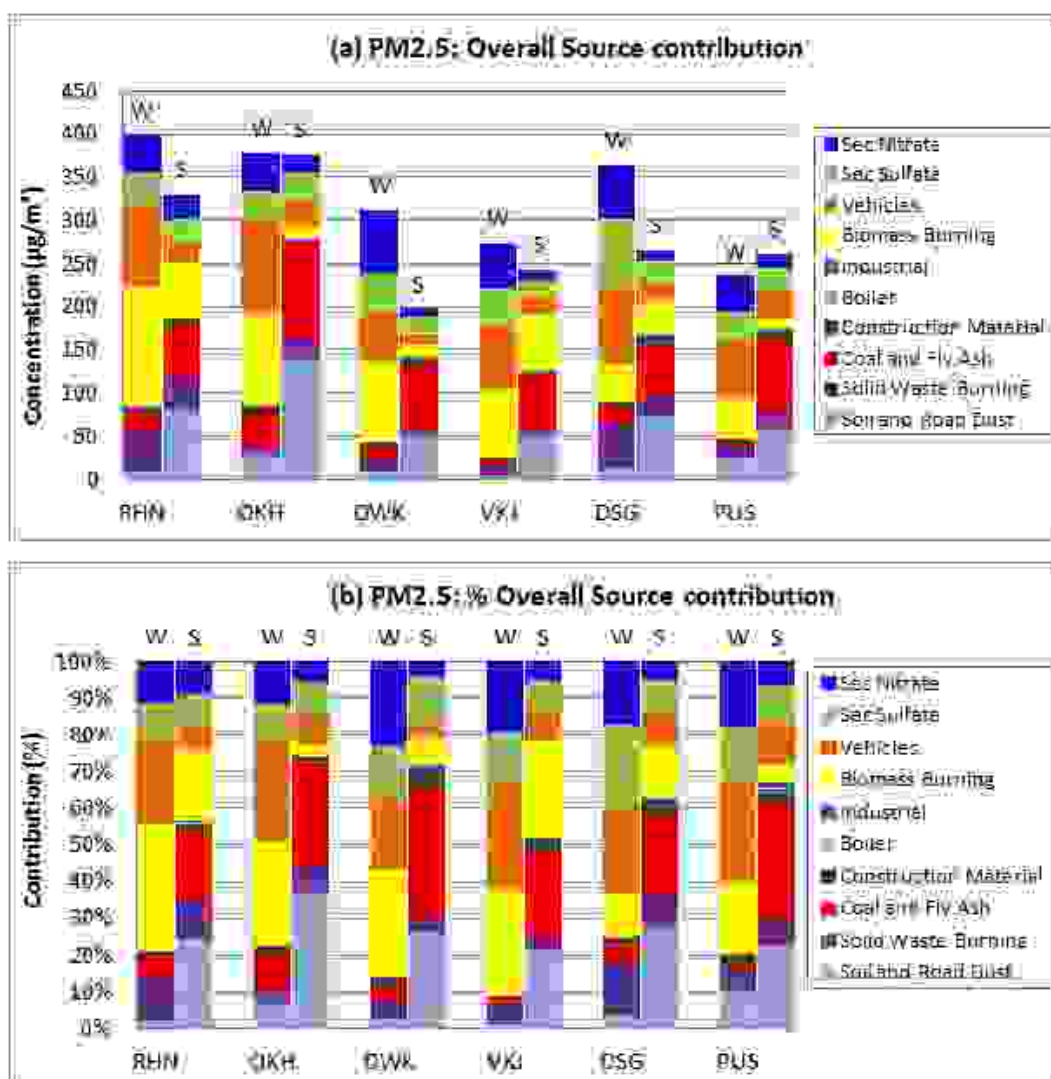 (a) PM2.5: Overall Source contribution
Concentration (µg/m³)
450
400
350
300
250
200
150
100
50
0
W S W S W S W S W S W S
RHN OKH DWK VKJ DSG PUS
Sec Nitrate
Sec Sulfate
Vehicles
Biomass Burning
Industrial
Boiler
Construction Material
Coal and Fly Ash
Solid Waste Burning
Soil and Road Dust
(b) PM2.5: % Overall Source contribution
Contribution (%)
W S W S W S W S W S W S
100%
90%
80%
70%
60%
50%
40%
30%
20%
10%
0%
RHN OKH DWK VKJ DSG PUS
Sec Nitrate
Sec Sulfate
Vehicles
Biomass Burning
Industrial
Boiler
Construction Material
Coal and Fly Ash
Solid Waste Burning
Soil and Road Dust